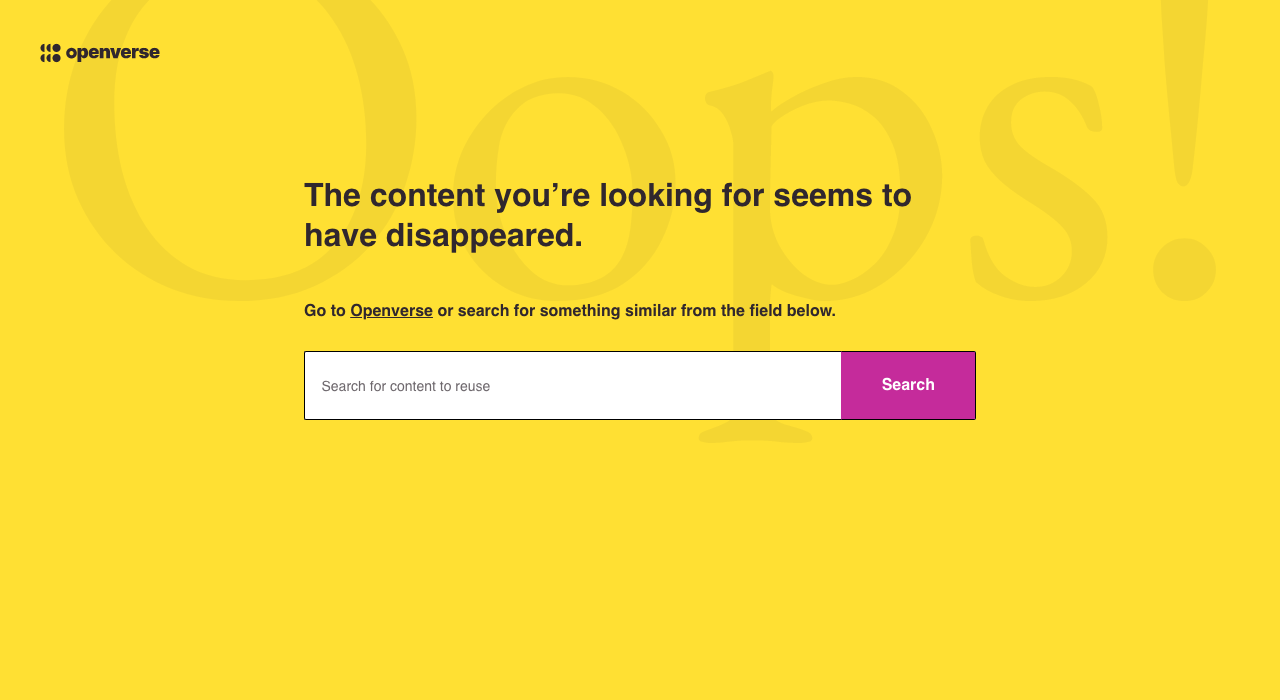 Oops!
openverse
The content you’re looking for seems to
have disappeared.
Go to Openverse or search for something similar from the field below.
Search for content to reuse
Search